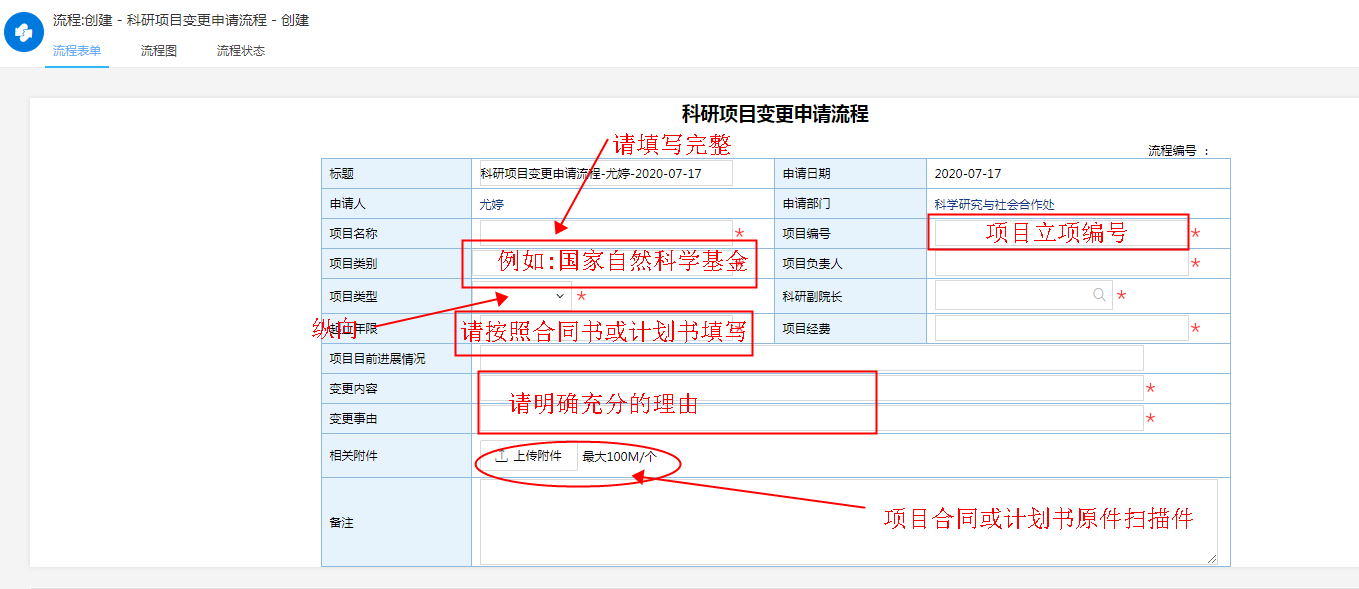 流程:创建 - 科研项目变更申请流程 - 创建
流程表单 流程图 流程状态
科研项目变更申请流程
请填写完整
流程编号 ：
标题 科研项目变更申请流程-尤婷-2020-07-17 申请日期 2020-07-17
申请人 尤婷 申请部门 科学研究与社会合作处
项目名称 * 项目编号 项目立项编号 *
项目类别 例如:国家自然科学基金 * 项目负责人 *
项目类型 * 科研副院长 *
纵向
起止年限 请按照合同书或计划书填写 项目经费 *
项目目前进展情况
变更内容 *
请明确充分的理由
变更事由 *
相关附件 上传附件 最大100M/个
项目合同或计划书原件扫描件
备注